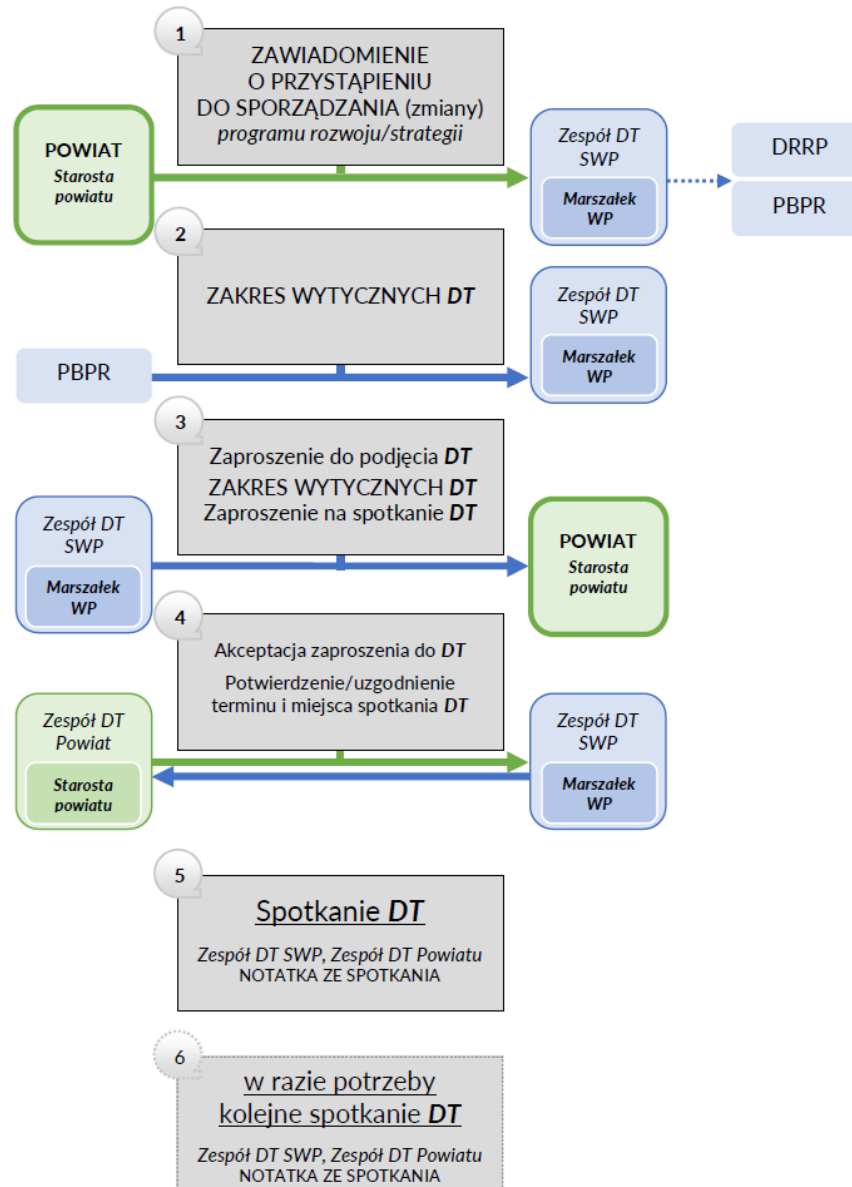 1
ZAWIADOMIENIE
O PRZYSTĄPIENIU
DO SPORZĄDZANIA (zmiany)
programu rozwoju/strategii
POWIAT
Starosta
powiatu
Zespół DT
SWP
Marszałek
WP
DRRP
PBPR
2
ZAKRES WYTYCZNYCH DT
PBPR
Zespół DT
SWP
Marszałek
WP
3
Zaproszenie do podjęcia DT
ZAKRES WYTYCZNYCH DT
Zaproszenie na spotkanie DT
Zespół DT
SWP
Marszałek
WP
POWIAT
Starosta
powiatu
4
Akceptacja zaproszenia do DT
Potwierdzenie/uzgodnienie
terminu i miejsca spotkania DT
Zespół DT
Powiat
Starosta
powiatu
Zespół DT
SWP
Marszałek
WP
5
Spotkanie DT
Zespół DT SWP, Zespół DT Powiatu
NOTATKA ZE SPOTKANIA
6
w razie potrzeby
kolejne spotkanie DT
Zespół DT SWP, Zespół DT Powiatu
NOTATKA ZE SPOTKANIA